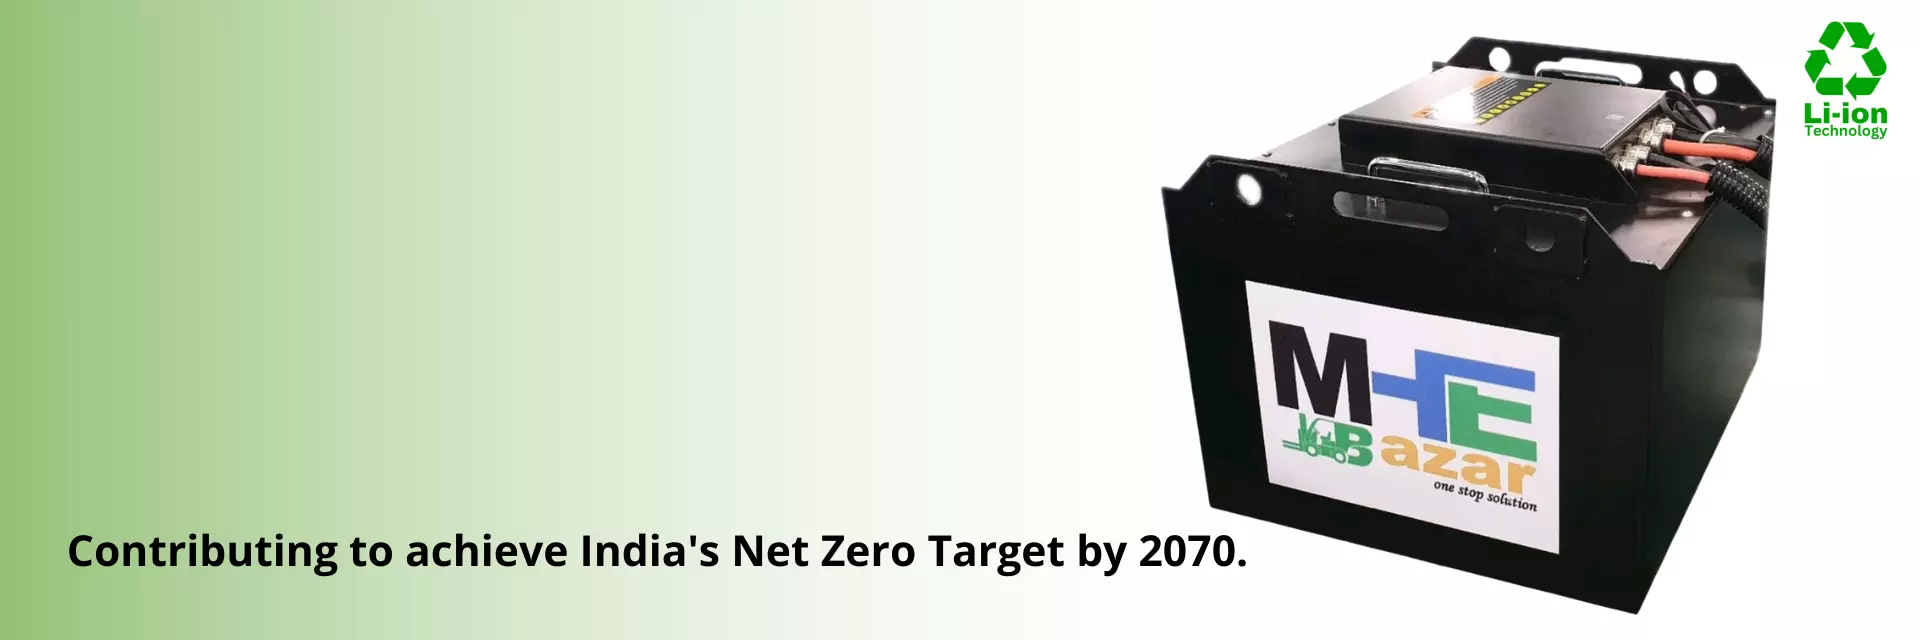 Li-ion
Technology
MHE
Bazar
one stop solution
Contributing to achieve India's Net Zero Target by 2070.